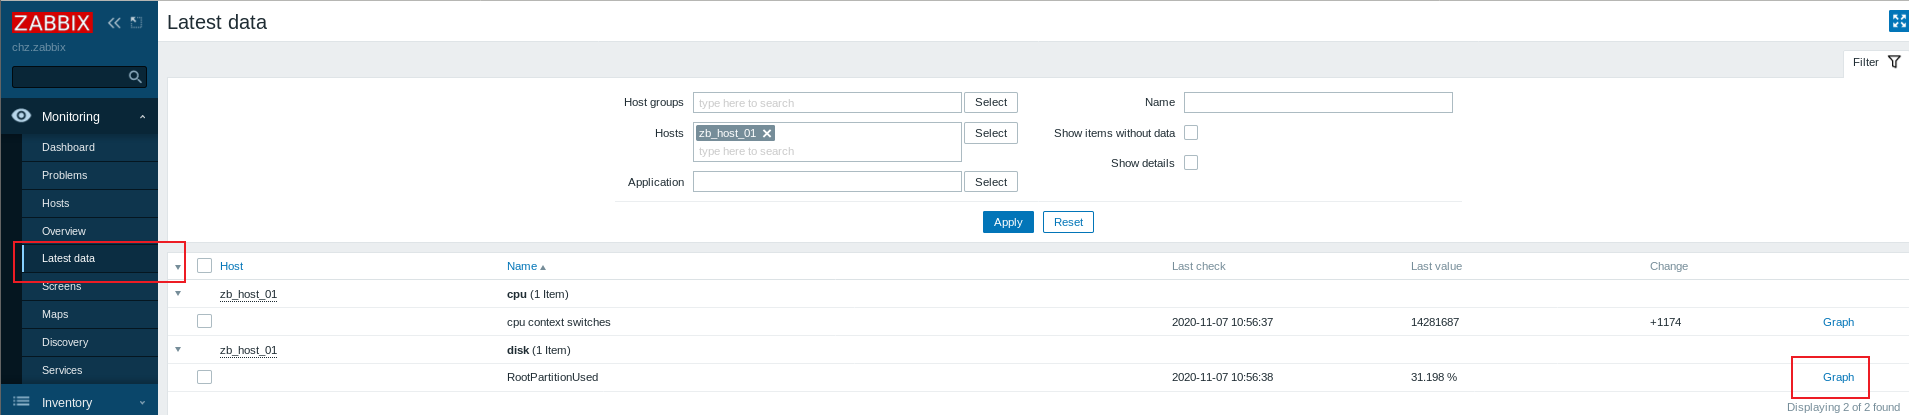 ZABBIX
chz.zabbix
Monitoring
Dashboard
Problems
Hosts
Overview
Latest data
Screens
Maps
Discovery
Services
Inventory
Latest data
Filter
Host groups type here to search Select
Name
Hosts zb_host_01 Select
type here to search
Show items without data
Show details
Application Select
Apply Reset
Host Name Last check Last value Change
zb_host_01 cpu (1 Item)
cpu context switches 2020-11-07 10:56:37 14281687 +1174 Graph
zb_host_01 disk (1 Item)
RootPartitionUsed 2020-11-07 10:56:38 31.198 % Graph
Displaying 2 of 2 found